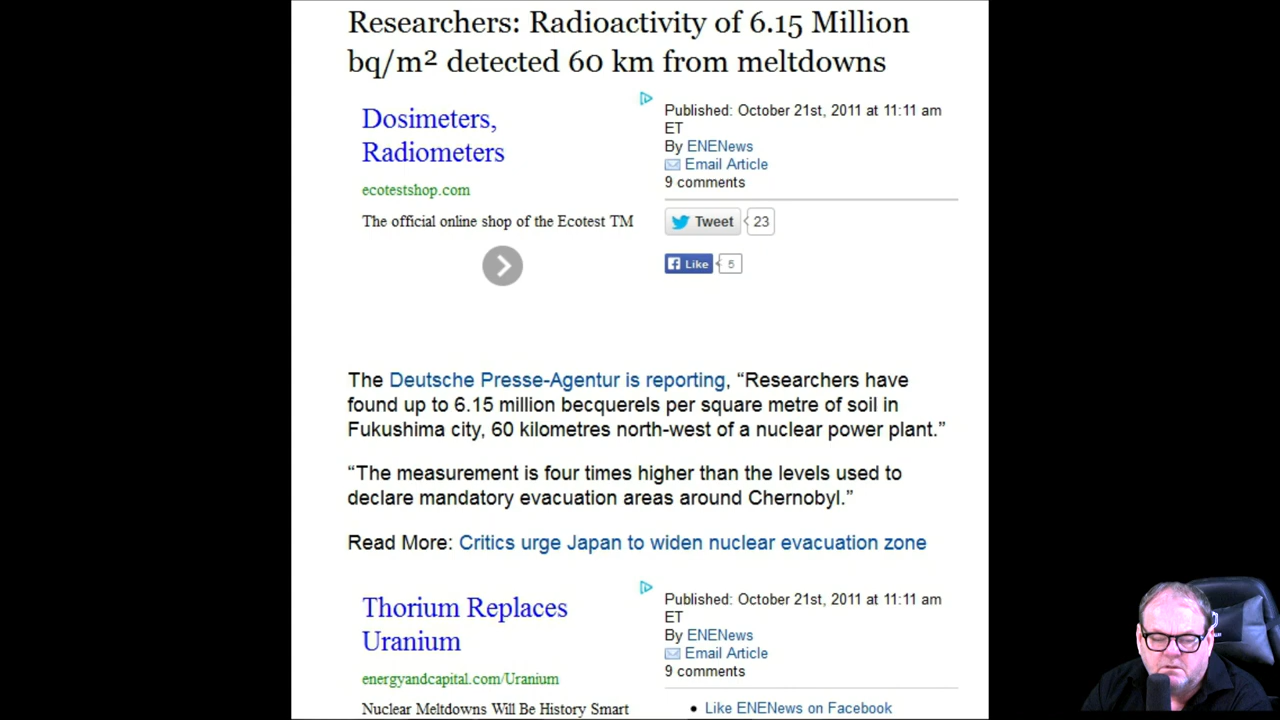 Researchers: Radioactivity of 6.15 Million
bq/m² detected 60 km from meltdowns
Dosimeters,
Radiometers
ecotestshop.com
The official online shop of the Ecotest TM
Published: October 21st, 2011 at 11:11 am
ET
By ENENews
Email Article
9 comments
Tweet 23
Like 5
The Deutsche Presse-Agentur is reporting, “Researchers have
found up to 6.15 million becquerels per square metre of soil in
Fukushima city, 60 kilometres north-west of a nuclear power plant.”
“The measurement is four times higher than the levels used to
declare mandatory evacuation areas around Chernobyl.”
Read More: Critics urge Japan to widen nuclear evacuation zone
Thorium Replaces
Uranium
energyandcapital.com/Uranium
Nuclear Meltdowns Will Be History Smart
Published: October 21st, 2011 at 11:11 am
ET
By ENENews
Email Article
9 comments
• Like ENENews on Facebook